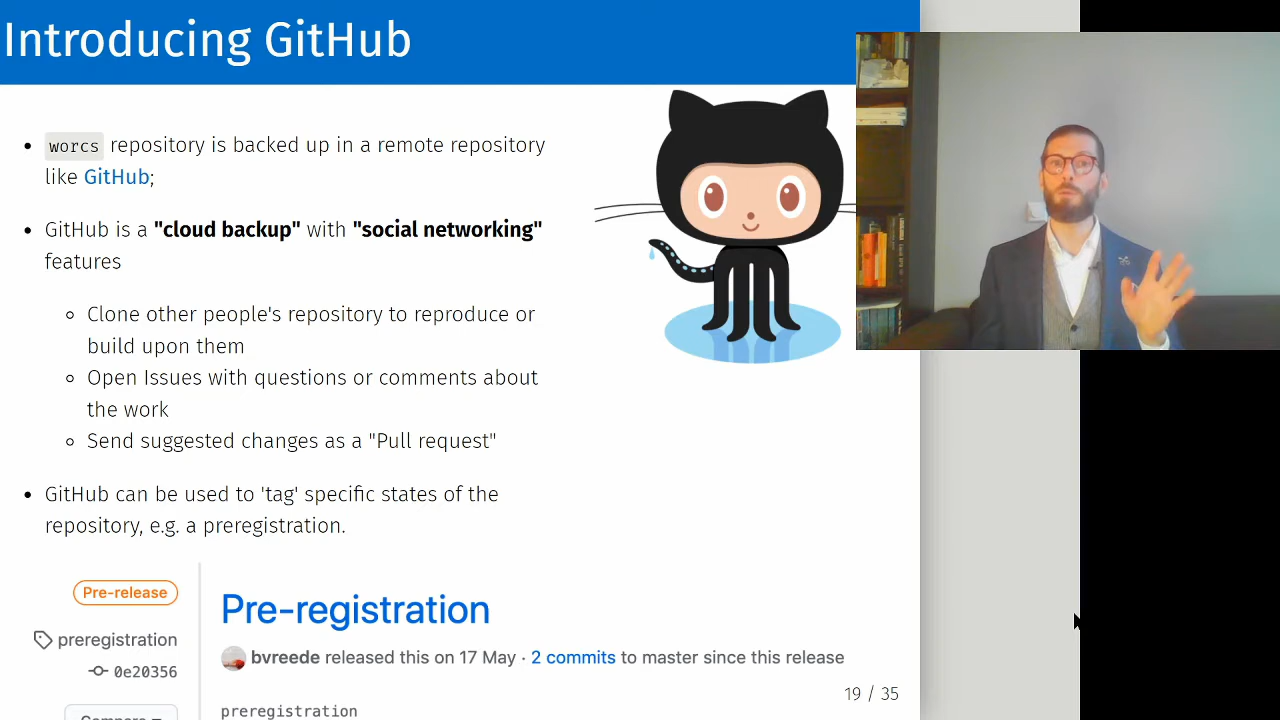 Introducing GitHub
worcs repository is backed up in a remote repository
like GitHub;
GitHub is a "cloud backup" with "social networking"
features
Clone other people's repository to reproduce or
build upon them
Open Issues with questions or comments about
the work
Send suggested changes as a "Pull request"
GitHub can be used to 'tag' specific states of the
repository, e.g. a preregistration.
Pre-release
Pre-registration
preregistration
bvreede released this on 17 May · 2 commits to master since this release
0e20356
19 / 35
Compare
preregistration